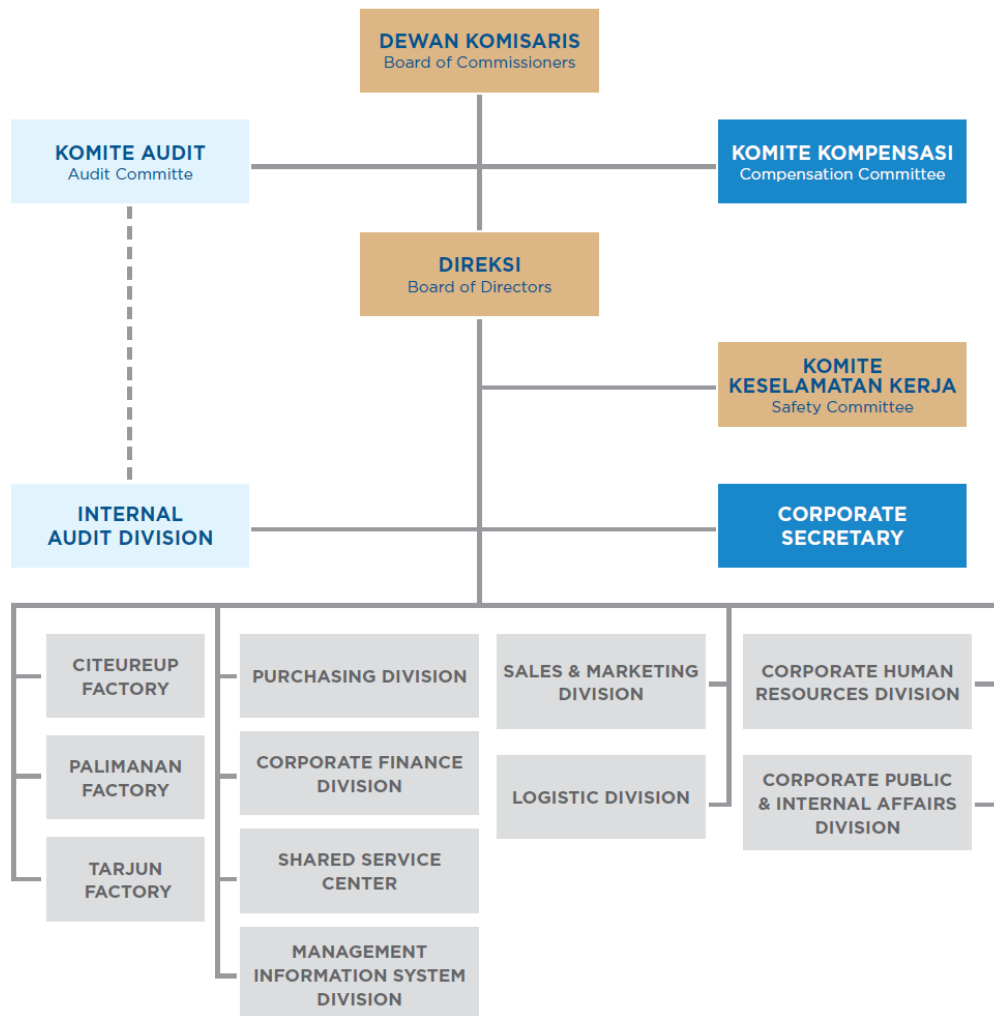 DEWAN KOMISARIS
Board of Commissioners
KOMITE AUDIT
Audit Committe
KOMITE KOMPENSASI
Compensation Committee
DIREKSI
Board of Directors
KOMITE
KESELAMATAN KERJA
Safety Committee
INTERNAL
AUDIT DIVISION
CORPORATE
SECRETARY
CITEUREUP
FACTORY
PALIMANAN
FACTORY
TARJUN
FACTORY
PURCHASING DIVISION
CORPORATE FINANCE
DIVISION
SHARED SERVICE
CENTER
MANAGEMENT
INFORMATION SYSTEM
DIVISION
SALES & MARKETING
DIVISION
LOGISTIC DIVISION
CORPORATE HUMAN
RESOURCES DIVISION
CORPORATE PUBLIC
& INTERNAL AFFAIRS
DIVISION